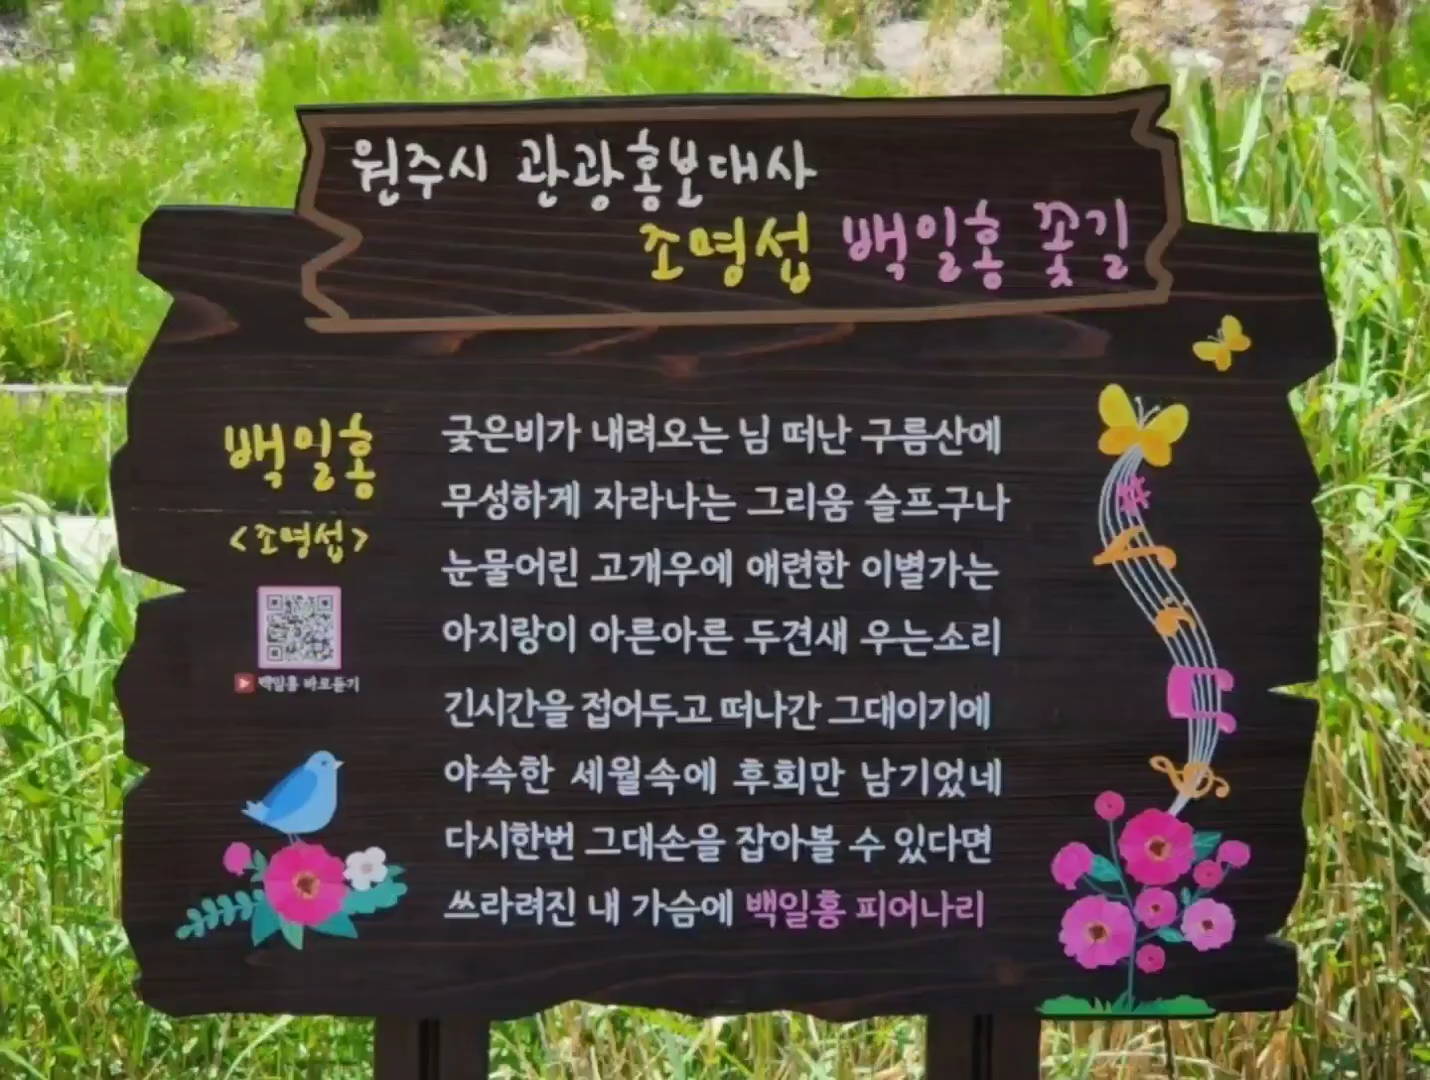 원주시 관광홍보대사
조명섭 백일홍 꽃길
백일홍
<조명섭>
백일홍 바로듣기
궂은비가 내려오는 님 떠난 구름산에
무성하게 자라나는 그리움 슬프구나
눈물어린 고개우에 애련한 이별가는
아지랑이 아른아른 두견새 우는소리
긴시간을 접어두고 떠나간 그대이기에
야속한 세월속에 후회만 남기었네
다시한번 그대손을 잡아볼 수 있다면
쓰라려진 내 가슴에 백일홍 피어나리